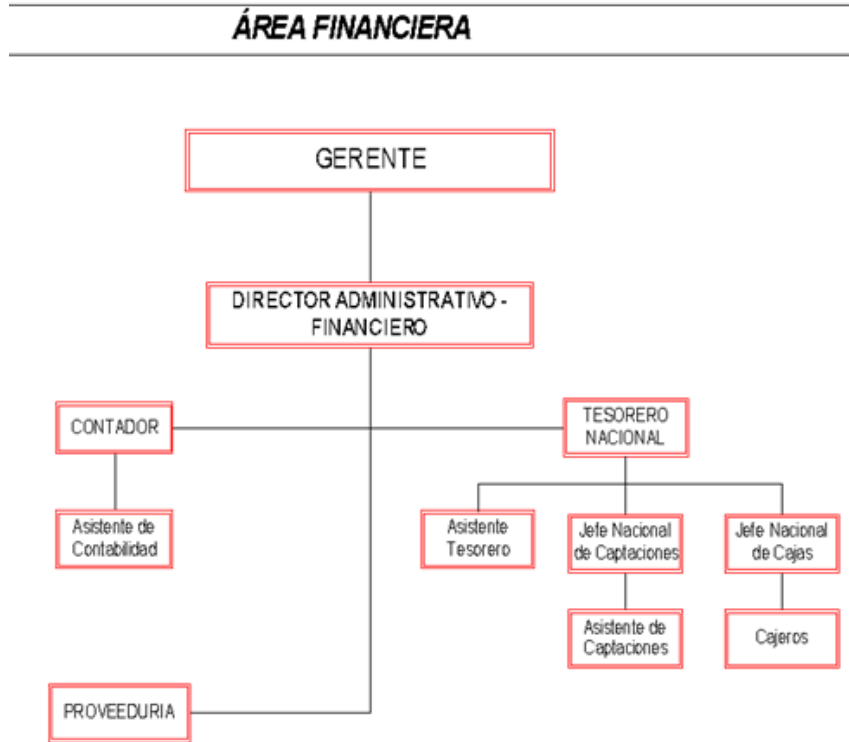 ÁREA FINANCIERA
GERENTE
DIRECTOR ADMINISTRATIVO -
FINANCIERO
CONTADOR
TESORERO
NACIONAL
Asistente de
Contabilidad
Asistente
Tesorero
Jefe Nacional
de Captaciones
Jefe Nacional
de Cajas
Asistente de
Captaciones
Cajeros
PROVEEDURIA